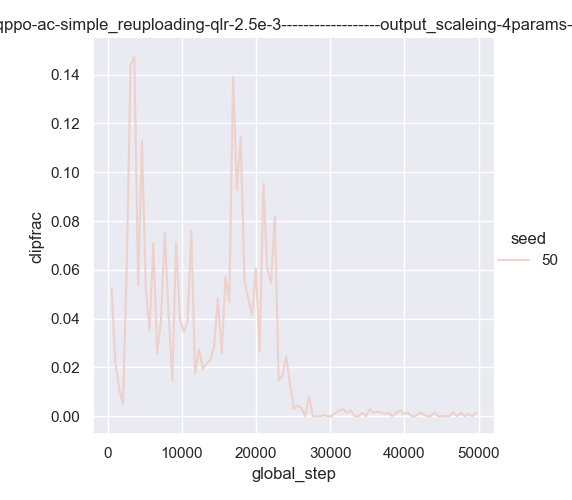 qppo-ac-simple_reuploading-qlr-2.5e-3------------------output_scaleing-4params-
0.14
0.12
0.10
0.08
0.06
0.04
0.02
0.00
clipfrac
0 10000 20000 30000 40000 50000
global_step
seed
50